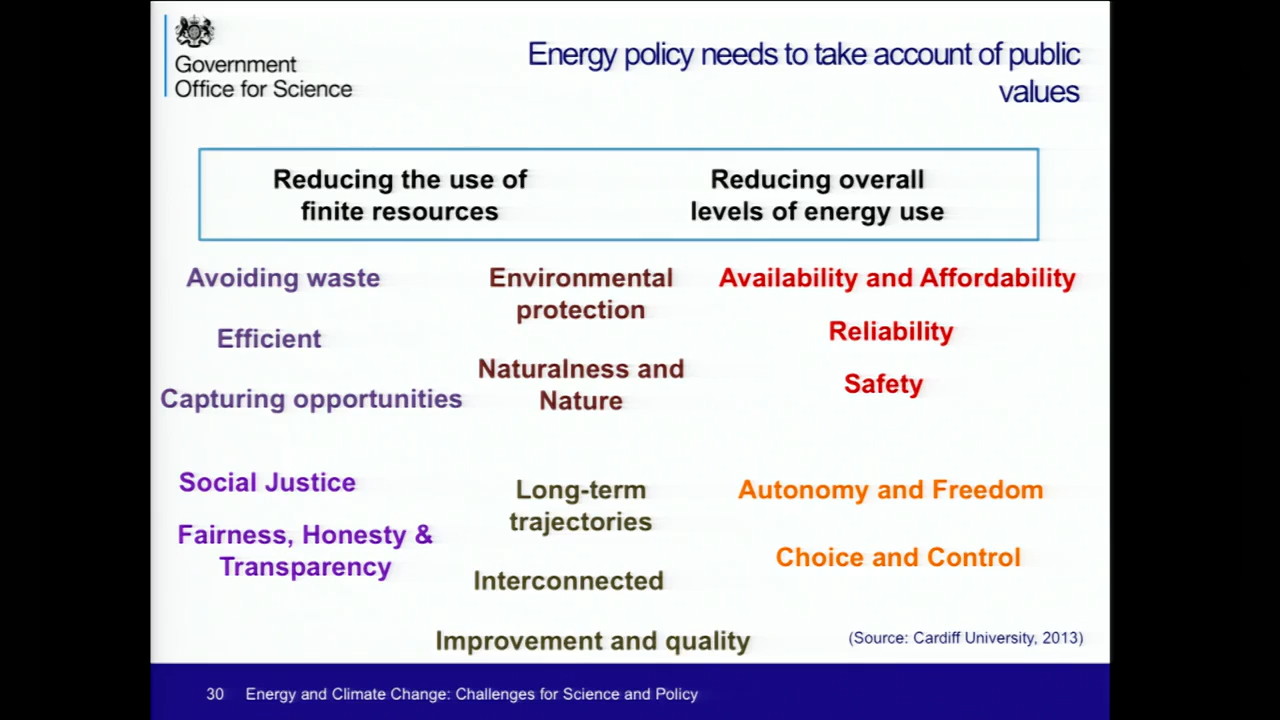 Government
Office for Science
Energy policy needs to take account of public
values
Reducing the use of
finite resources
Reducing overall
levels of energy use
Avoiding waste
Efficient
Capturing opportunities
Environmental
protection
Naturalness and
Nature
Availability and Affordability
Reliability
Safety
Social Justice
Fairness, Honesty &
Transparency
Long-term
trajectories
Interconnected
Improvement and quality
Autonomy and Freedom
Choice and Control
(Source: Cardiff University, 2013)
30 Energy and Climate Change: Challenges for Science and Policy